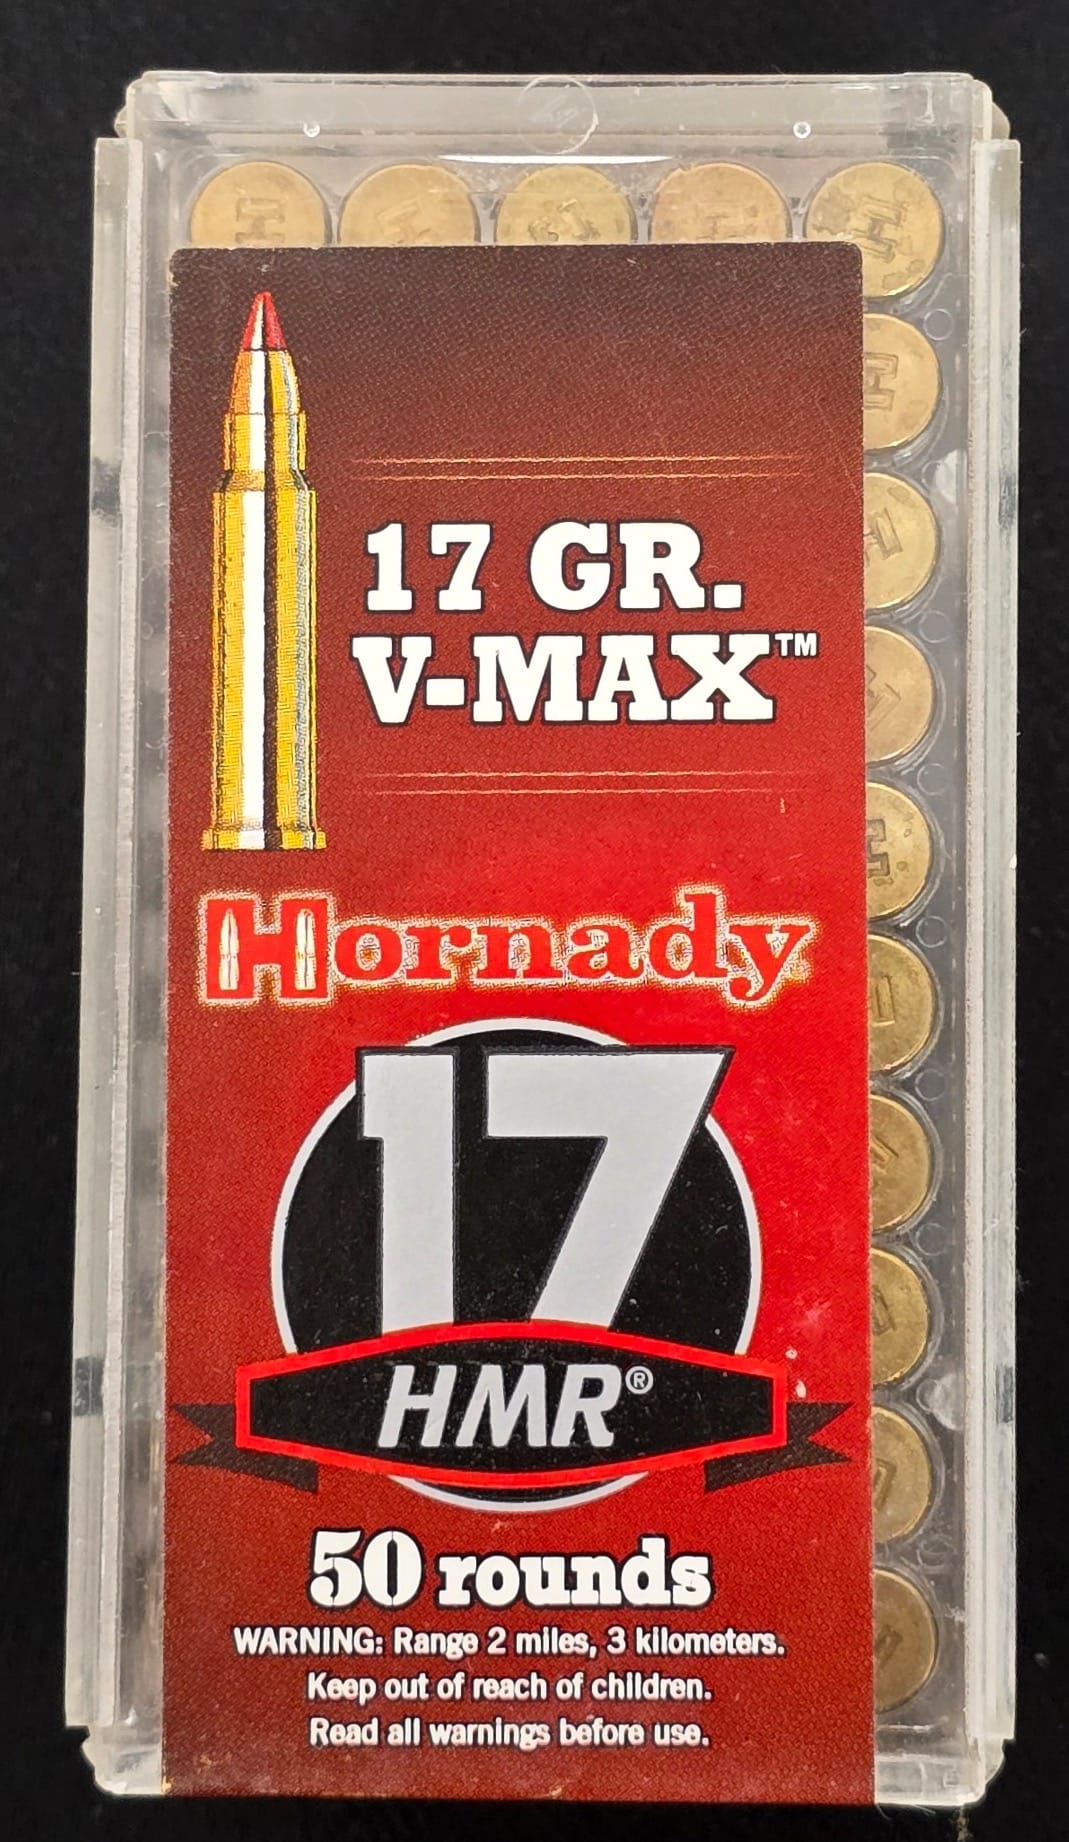 17 GR.
V-MAX™
Hornady
17
HMR®
50 rounds
WARNING: Range 2 miles, 3 kilometers.
Keep out of reach of children.
Read all warnings before use.